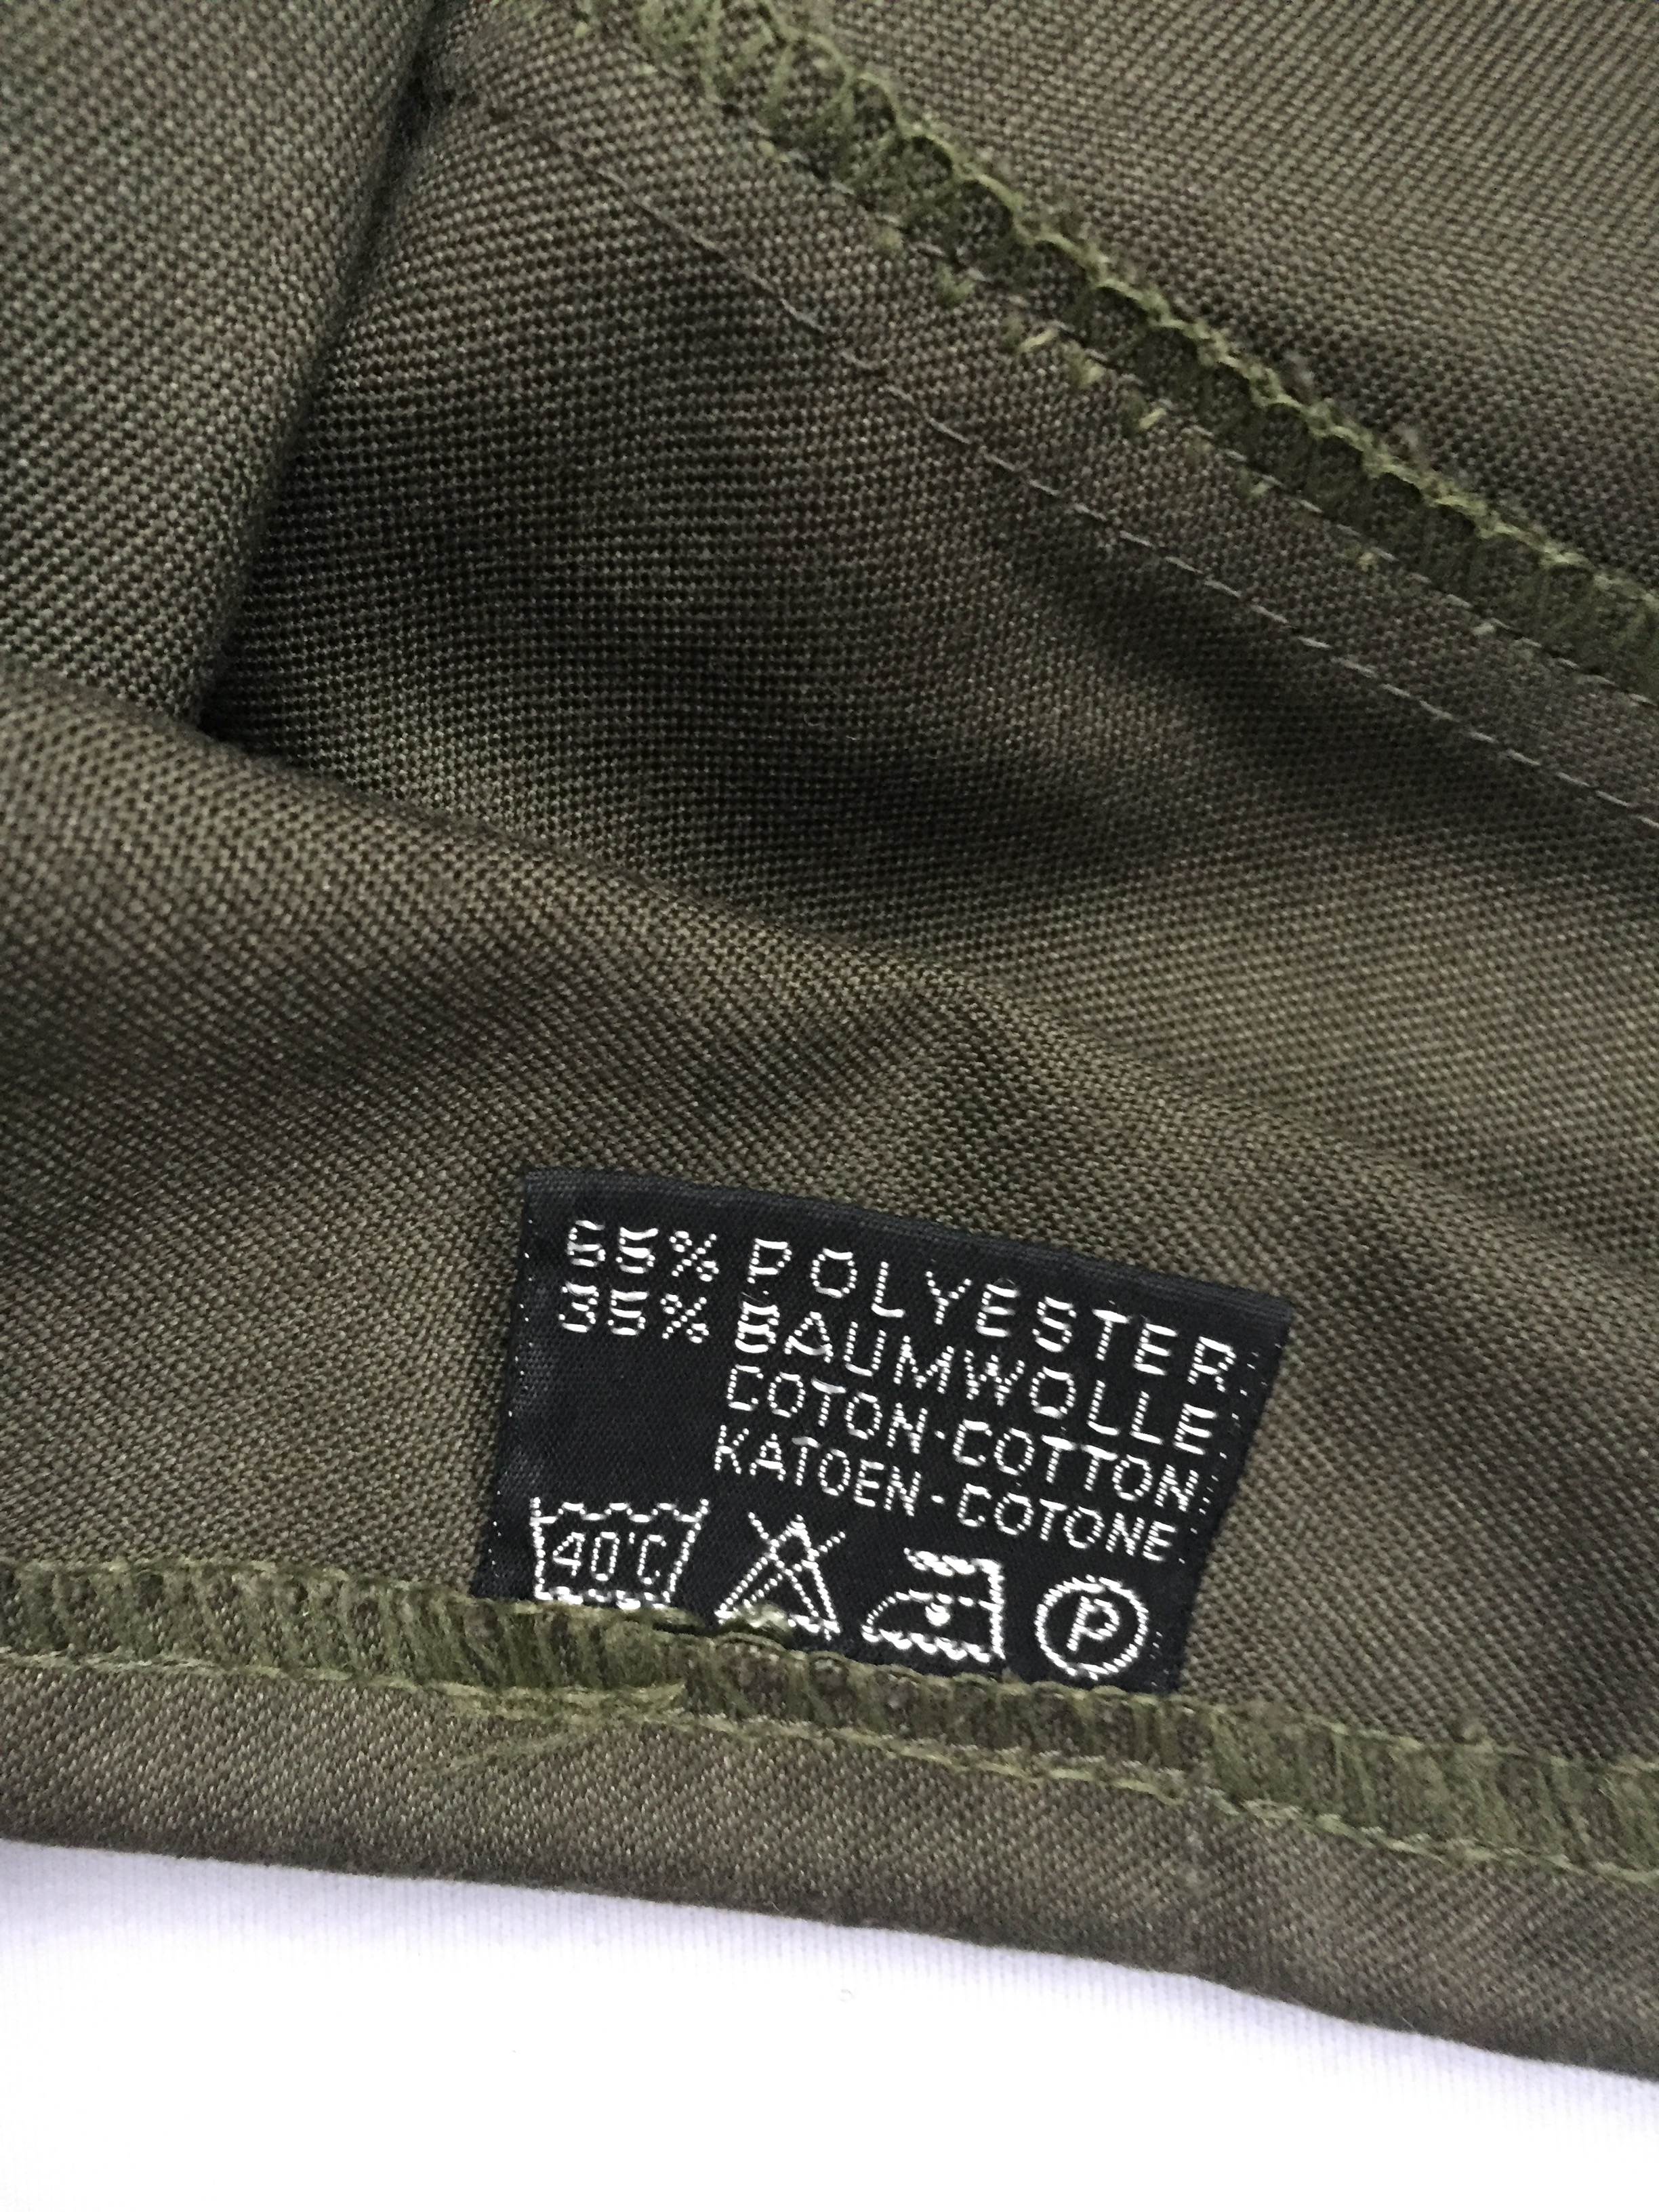 65% POLYESTER
35% BAUMWOLLE
COTON-COTTON
KATOEN-COTONE
40°C P